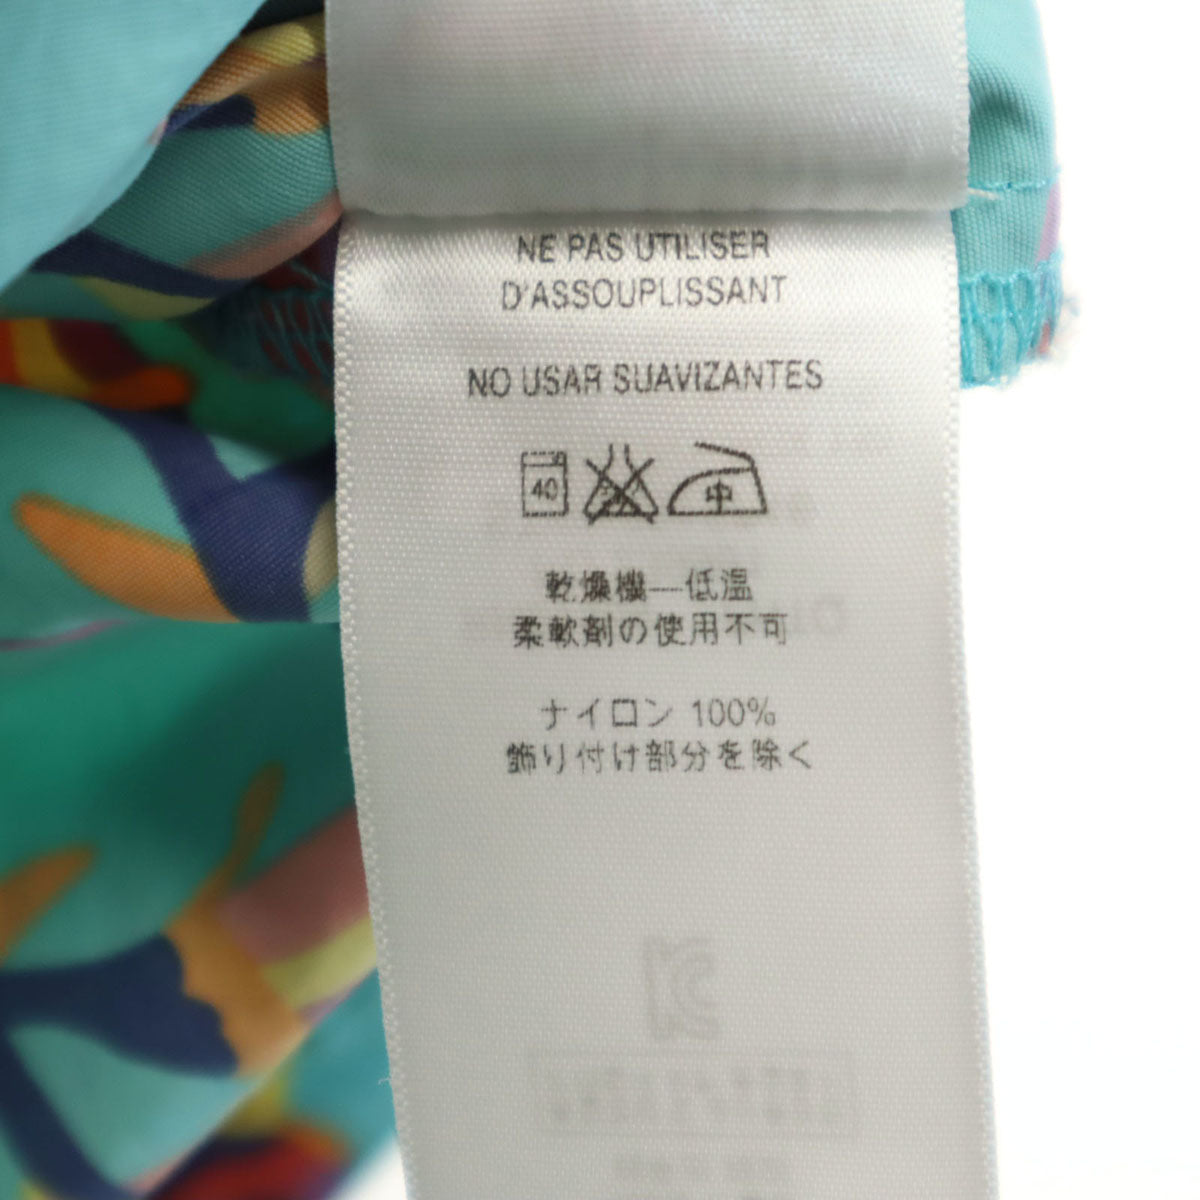 NE PAS UTILISER
D'ASSOUPLISSANT
NO USAR SUAVIZANTES
40 中
乾燥機—低温
柔軟剤の使用不可
ナイロン 100%
飾り付け部分を除く